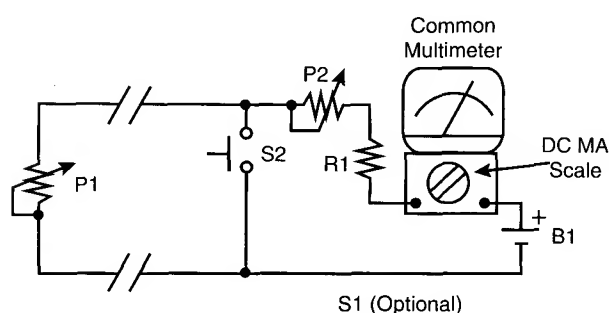 Common
Multimeter
P2
DC MA
Scale
S2
R1
P1
+
B1
S1 (Optional)